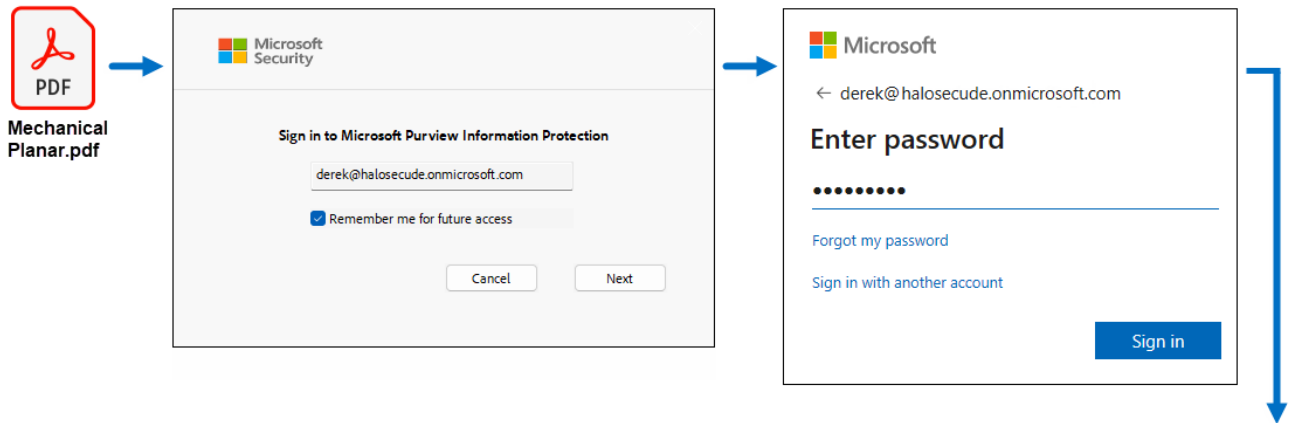 PDF
Mechanical
Planar.pdf
Microsoft
Security
Sign in to Microsoft Purview Information Protection
derek@halosecude.onmicrosoft.com
Remember me for future access
Cancel
Next
Microsoft
← derek@halosecude.onmicrosoft.com
Enter password
•••••••••
Forgot my password
Sign in with another account
Sign in